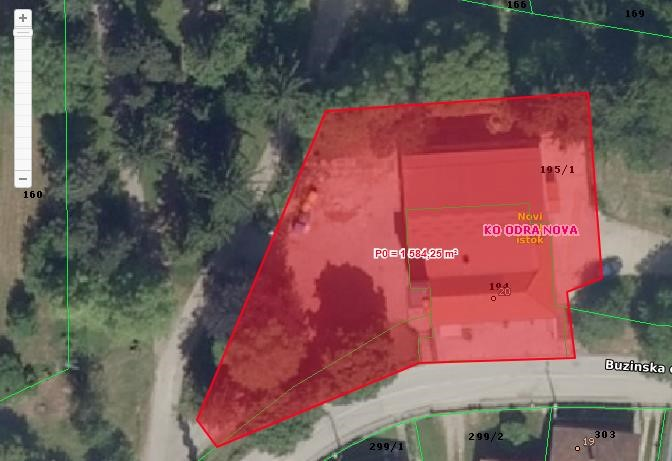 +
166
169
−
160
195/1
Novi
KO ODRA NOVA
istok
P0 = 1 584,25 m²
194
20
Buzinska c
299/1
299/2
303
19